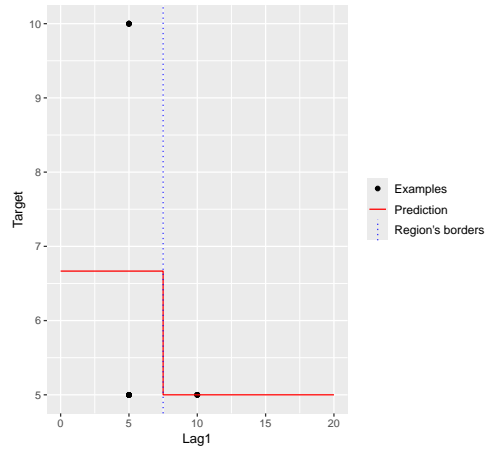 10
9
8
7
6
5
Target
0 5 10 15 20
Lag1
Examples
Prediction
Region's borders